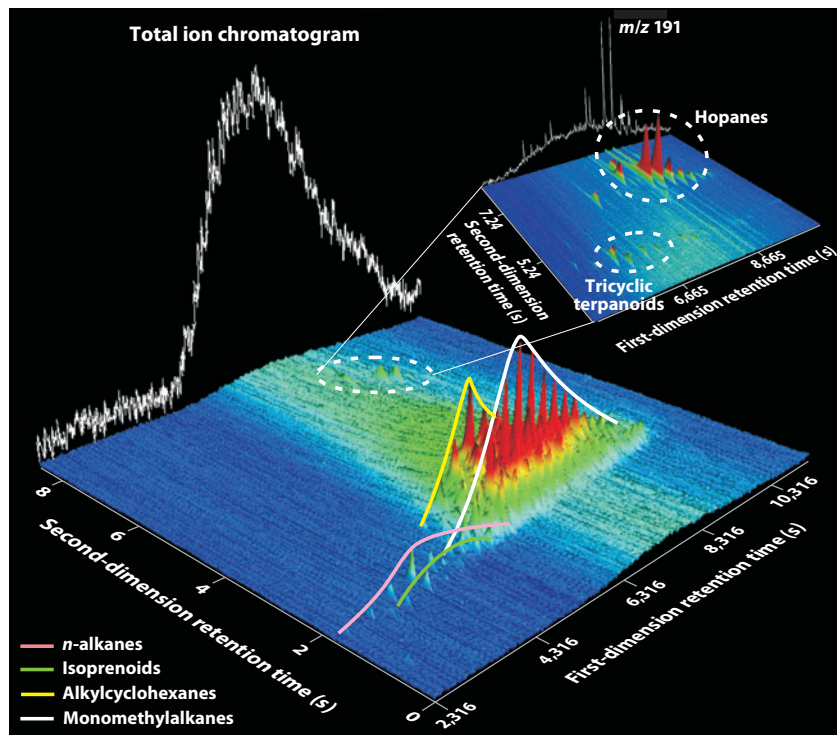 Total ion chromatogram
m/z 191
Hopanes
7.24
5.24
Second-dimension
retention time (s)
Tricyclic
terpanoids
6,665
8,665
First-dimension retention time (s)
8
6
4
2
0
Second-dimension retention time (s)
2,316
4,316
6,316
8,316
10,316
First-dimension retention time (s)
n-alkanes
Isoprenoids
Alkylcyclohexanes
Monomethylalkanes